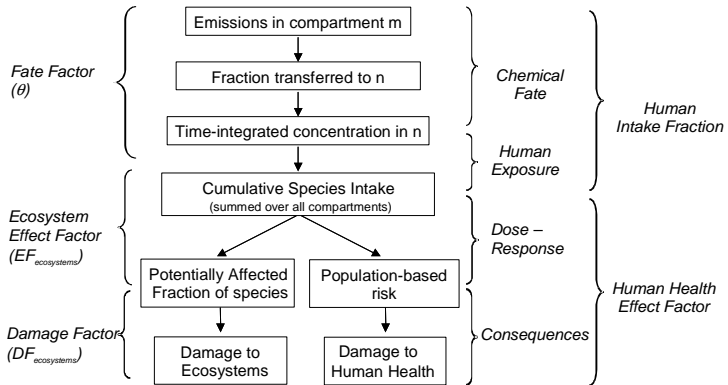 Emissions in compartment m
Fate Factor
(θ)
Fraction transferred to n
Chemical
Fate
Time-integrated concentration in n
Human
Intake Fraction
Human
Exposure
Cumulative Species Intake
(summed over all compartments)
Ecosystem
Effect Factor
(EFecosystems)
Dose –
Response
Potentially Affected
Fraction of species
Population-based
risk
Human Health
Effect Factor
Damage Factor
(DFecosystems)
Consequences
Damage to
Ecosystems
Damage to
Human Health